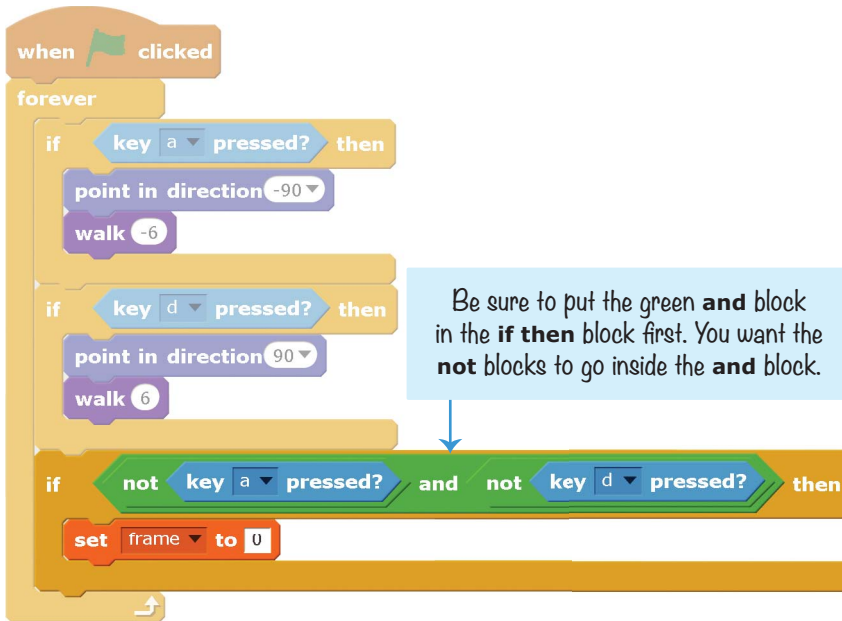 when clicked
forever
if key a pressed? then
point in direction -90
walk -6
if key d pressed? then
point in direction 90
walk 6
Be sure to put the green and block
in the if then block first. You want the
not blocks to go inside the and block.
if not key a pressed? and not key d pressed? then
set frame to 0